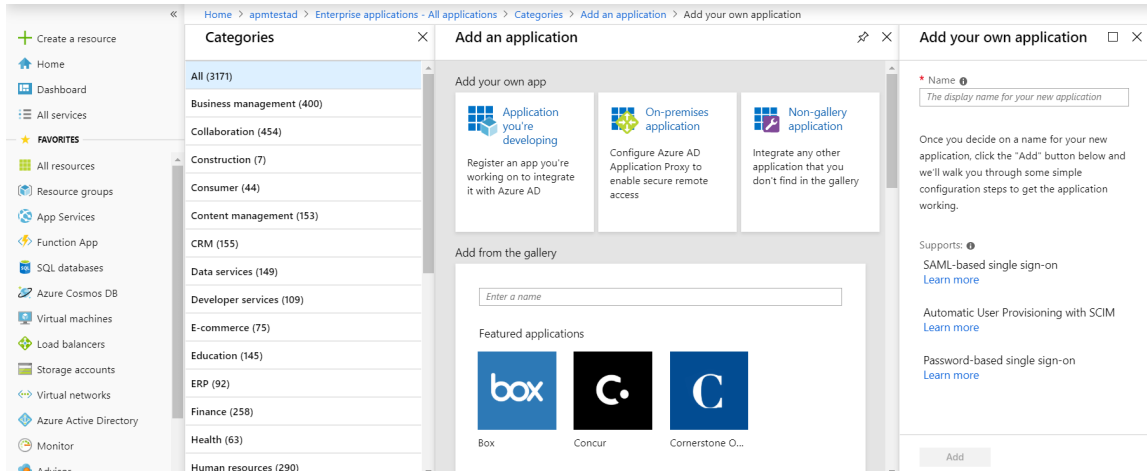 «
Home > apmtestad > Enterprise applications - All applications > Categories > Add an application > Add your own application
Create a resource
Home
Dashboard
All services
FAVORITES
All resources
Resource groups
App Services
Function App
SQL databases
Azure Cosmos DB
Virtual machines
Load balancers
Storage accounts
Virtual networks
Azure Active Directory
Monitor
Advisor
Categories
All (3171)
Business management (400)
Collaboration (454)
Construction (7)
Consumer (44)
Content management (153)
CRM (155)
Data services (149)
Developer services (109)
E-commerce (75)
Education (145)
ERP (92)
Finance (258)
Health (63)
Human resources (290)
Add an application
Add your own app
Application
you're
developing
Register an app you're
working on to integrate
it with Azure AD
On-premises
application
Configure Azure AD
Application Proxy to
enable secure remote
access
Non-gallery
application
Integrate any other
application that you
don't find in the gallery
Add from the gallery
Enter a name
Featured applications
box
C.
C
Box
Concur
Cornerstone O...
Add your own application
* Name
The display name for your new application
Once you decide on a name for your new
application, click the "Add" button below and
we'll walk you through some simple
configuration steps to get the application
working.
Supports:
SAML-based single sign-on
Learn more
Automatic User Provisioning with SCIM
Learn more
Password-based single sign-on
Learn more
Add